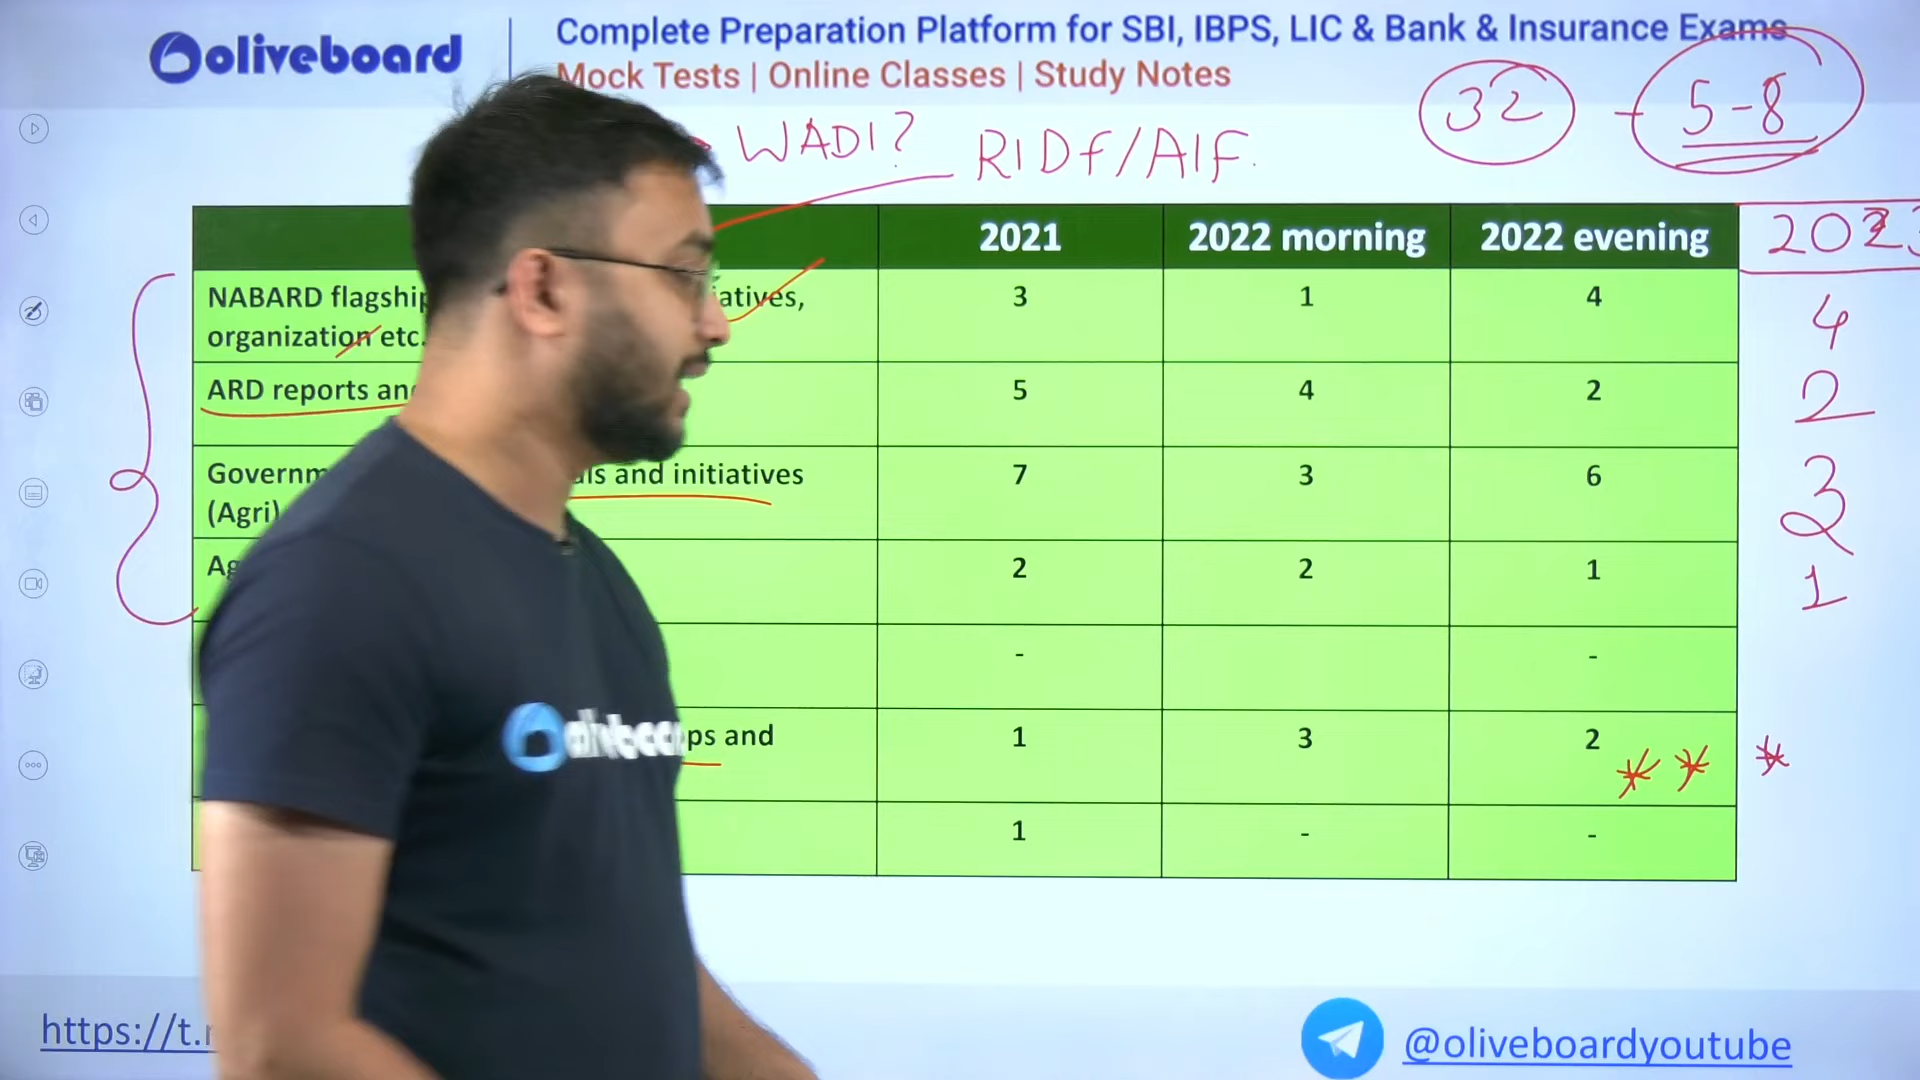 oliveboard
Complete Preparation Platform for SBI, IBPS, LIC & Bank & Insurance Exams
Mock Tests | Online Classes | Study Notes
32 - 5-8
WADI? RIDF/AIF.
2021 2022 morning 2022 evening 2023
NABARD flagship atives, 3 1 4 4
organization etc.
ARD reports and 5 4 2 2
Governm ls and initiatives 7 3 6 3
(Agri)
Ag 2 2 1 1
- -
ps and 1 3 2 * * *
1 - -
oliveboa
https://t.
@oliveboardyoutube